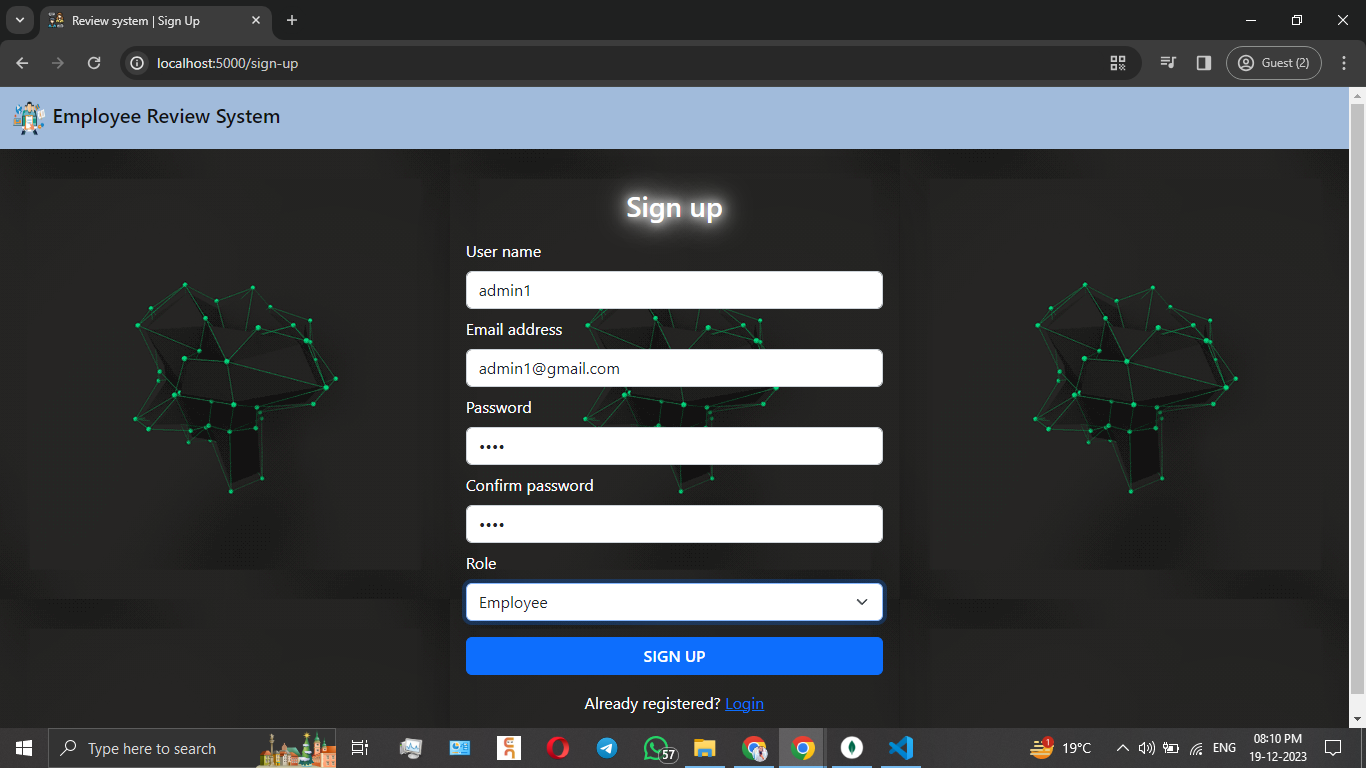 Review system | Sign Up
localhost:5000/sign-up
Guest (2)
Employee Review System
Sign up
User name
admin1
Email address
admin1@gmail.com
Password
••••
Confirm password
••••
Role
Employee
SIGN UP
Already registered? Login
Type here to search
57
1
19°C
ENG
08:10 PM
19-12-2023